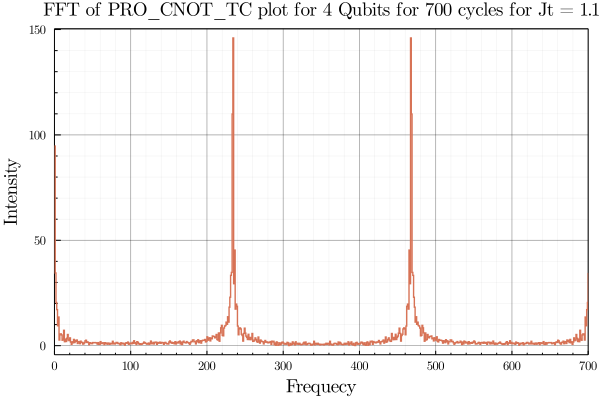 FFT of PRO_CNOT_TC plot for 4 Qubits for 700 cycles for Jt = 1.1
150
100
50
0
Intensity
0 100 200 300 400 500 600 700
Frequecy